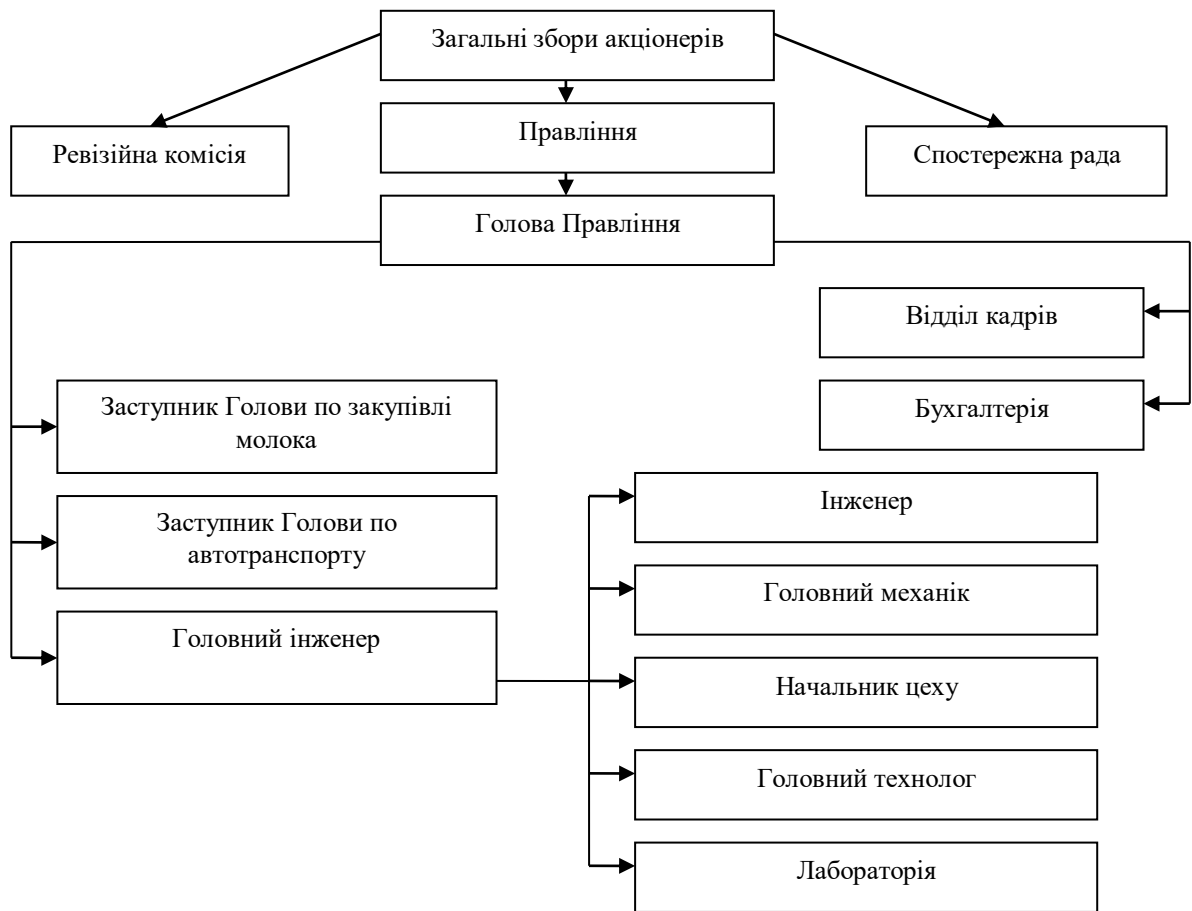 Загальні збори акціонерів
Правління
Ревізійна комісія
Спостережна рада
Голова Правління
Відділ кадрів
Заступник Голови по закупівлі
молока
Бухгалтерія
Інженер
Заступник Голови по
автотранспорту
Головний механік
Головний інженер
Начальник цеху
Головний технолог
Лабораторія